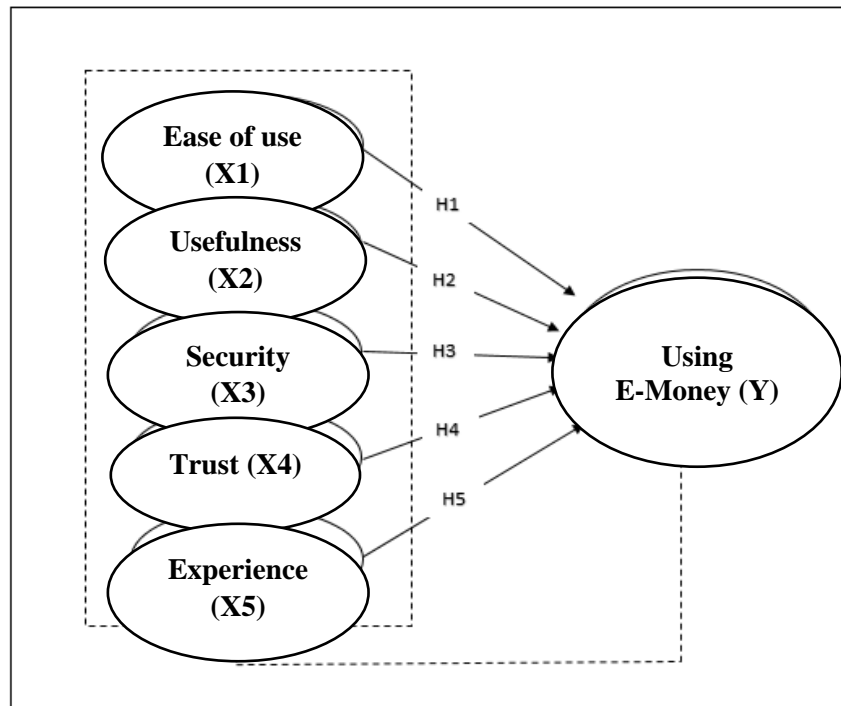 Ease of use
(X1)
H1
Usefulness
(X2)
H2
Security
(X3)
H3
Using
E-Money (Y)
Trust (X4)
H4
H5
Experience
(X5)